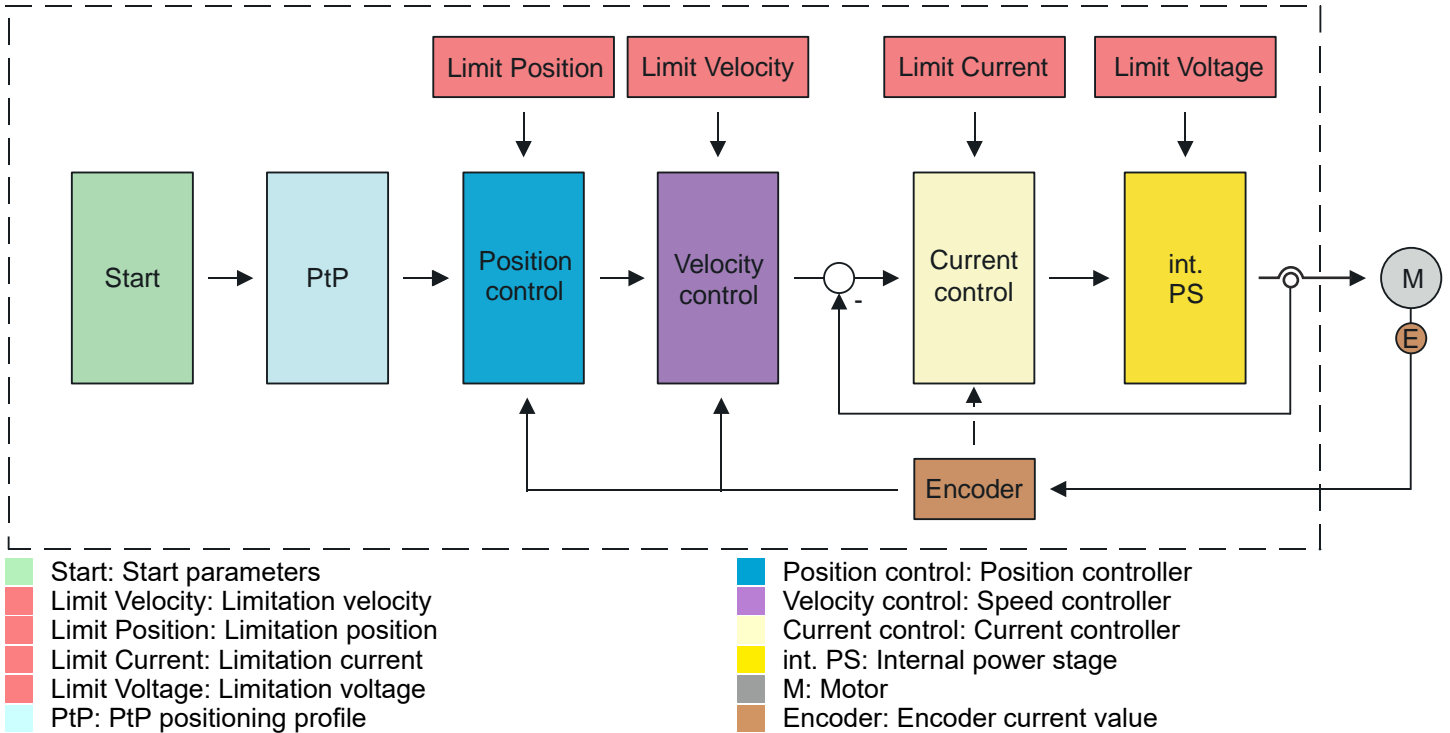 Limit Position
Limit Velocity
Limit Current
Limit Voltage
Start
PtP
Position
control
Velocity
control
-
Current
control
int.
PS
M
E
Encoder
Start: Start parameters
Limit Velocity: Limitation velocity
Limit Position: Limitation position
Limit Current: Limitation current
Limit Voltage: Limitation voltage
PtP: PtP positioning profile
Position control: Position controller
Velocity control: Speed controller
Current control: Current controller
int. PS: Internal power stage
M: Motor
Encoder: Encoder current value